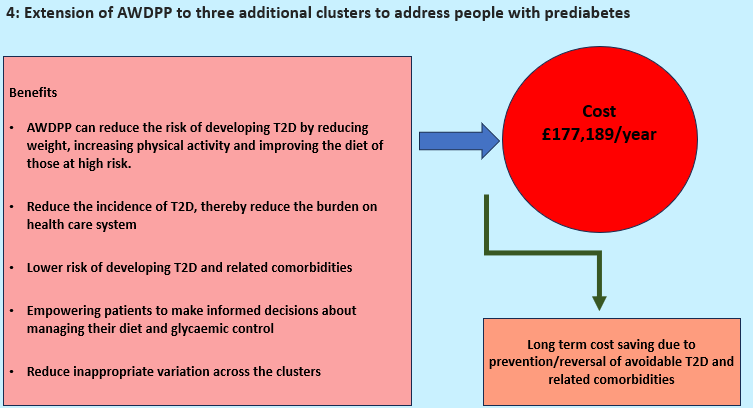 4: Extension of AWDPP to three additional clusters to address people with prediabetes
Benefits
• AWDPP can reduce the risk of developing T2D by reducing
weight, increasing physical activity and improving the diet of
those at high risk.
• Reduce the incidence of T2D, thereby reduce the burden on
health care system
• Lower risk of developing T2D and related comorbidities
• Empowering patients to make informed decisions about
managing their diet and glycaemic control
• Reduce inappropriate variation across the clusters
Cost
£177,189/year
Long term cost saving due to
prevention/reversal of avoidable T2D and
related comorbidities